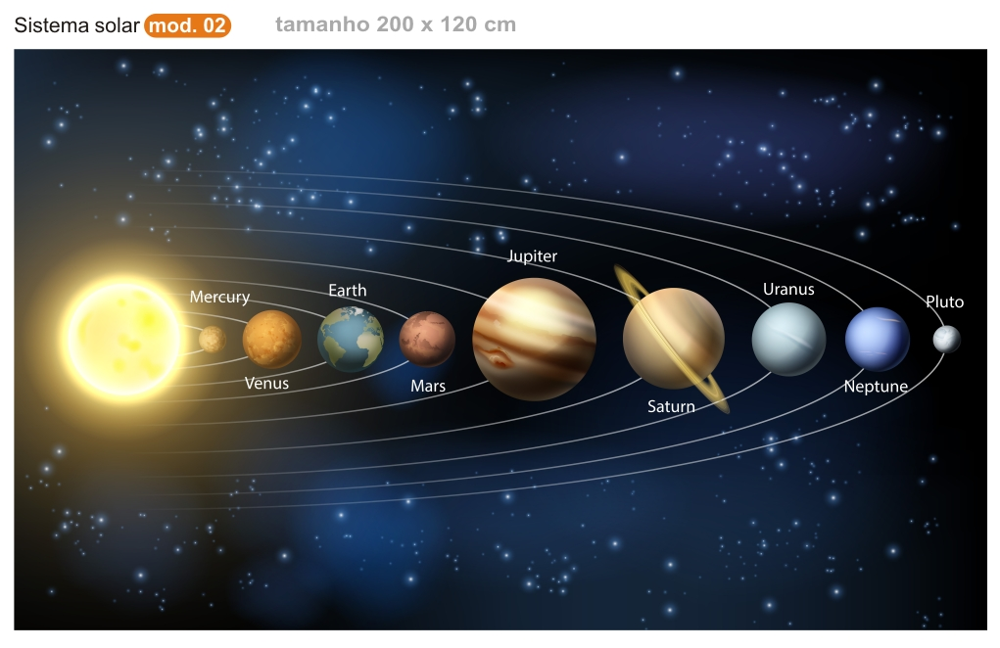 Sistema solar mod. 02 tamanho 200 x 120 cm
Jupiter
Mercury
Earth
Uranus
Pluto
Venus
Mars
Saturn
Neptune